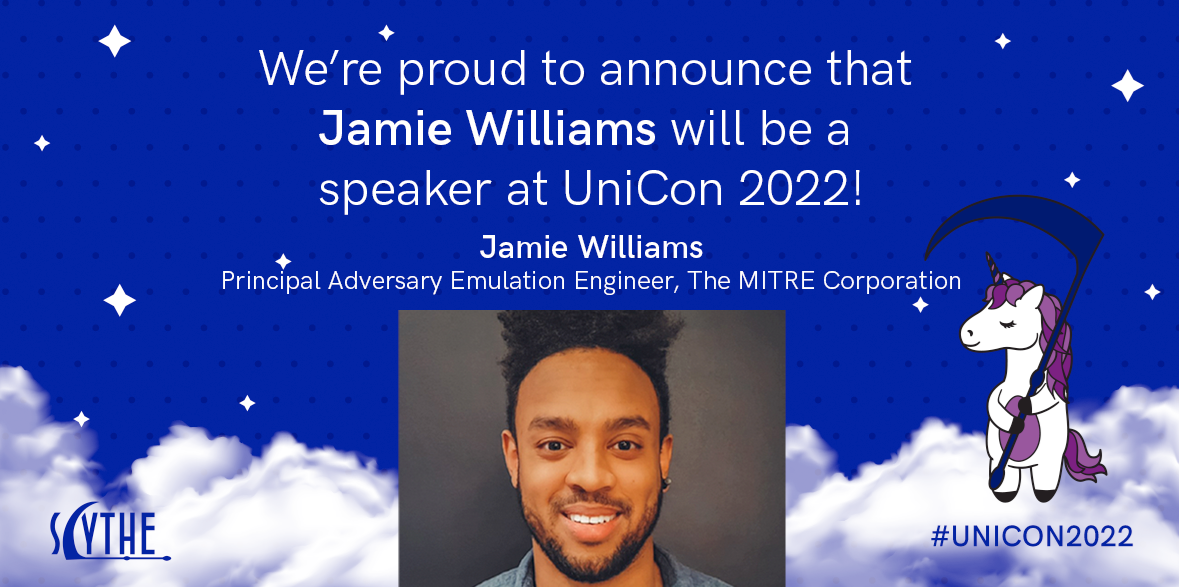 We’re proud to announce that
Jamie Williams will be a
speaker at UniCon 2022!
Jamie Williams
Principal Adversary Emulation Engineer, The MITRE Corporation
SCYTHE
#UNICON2022